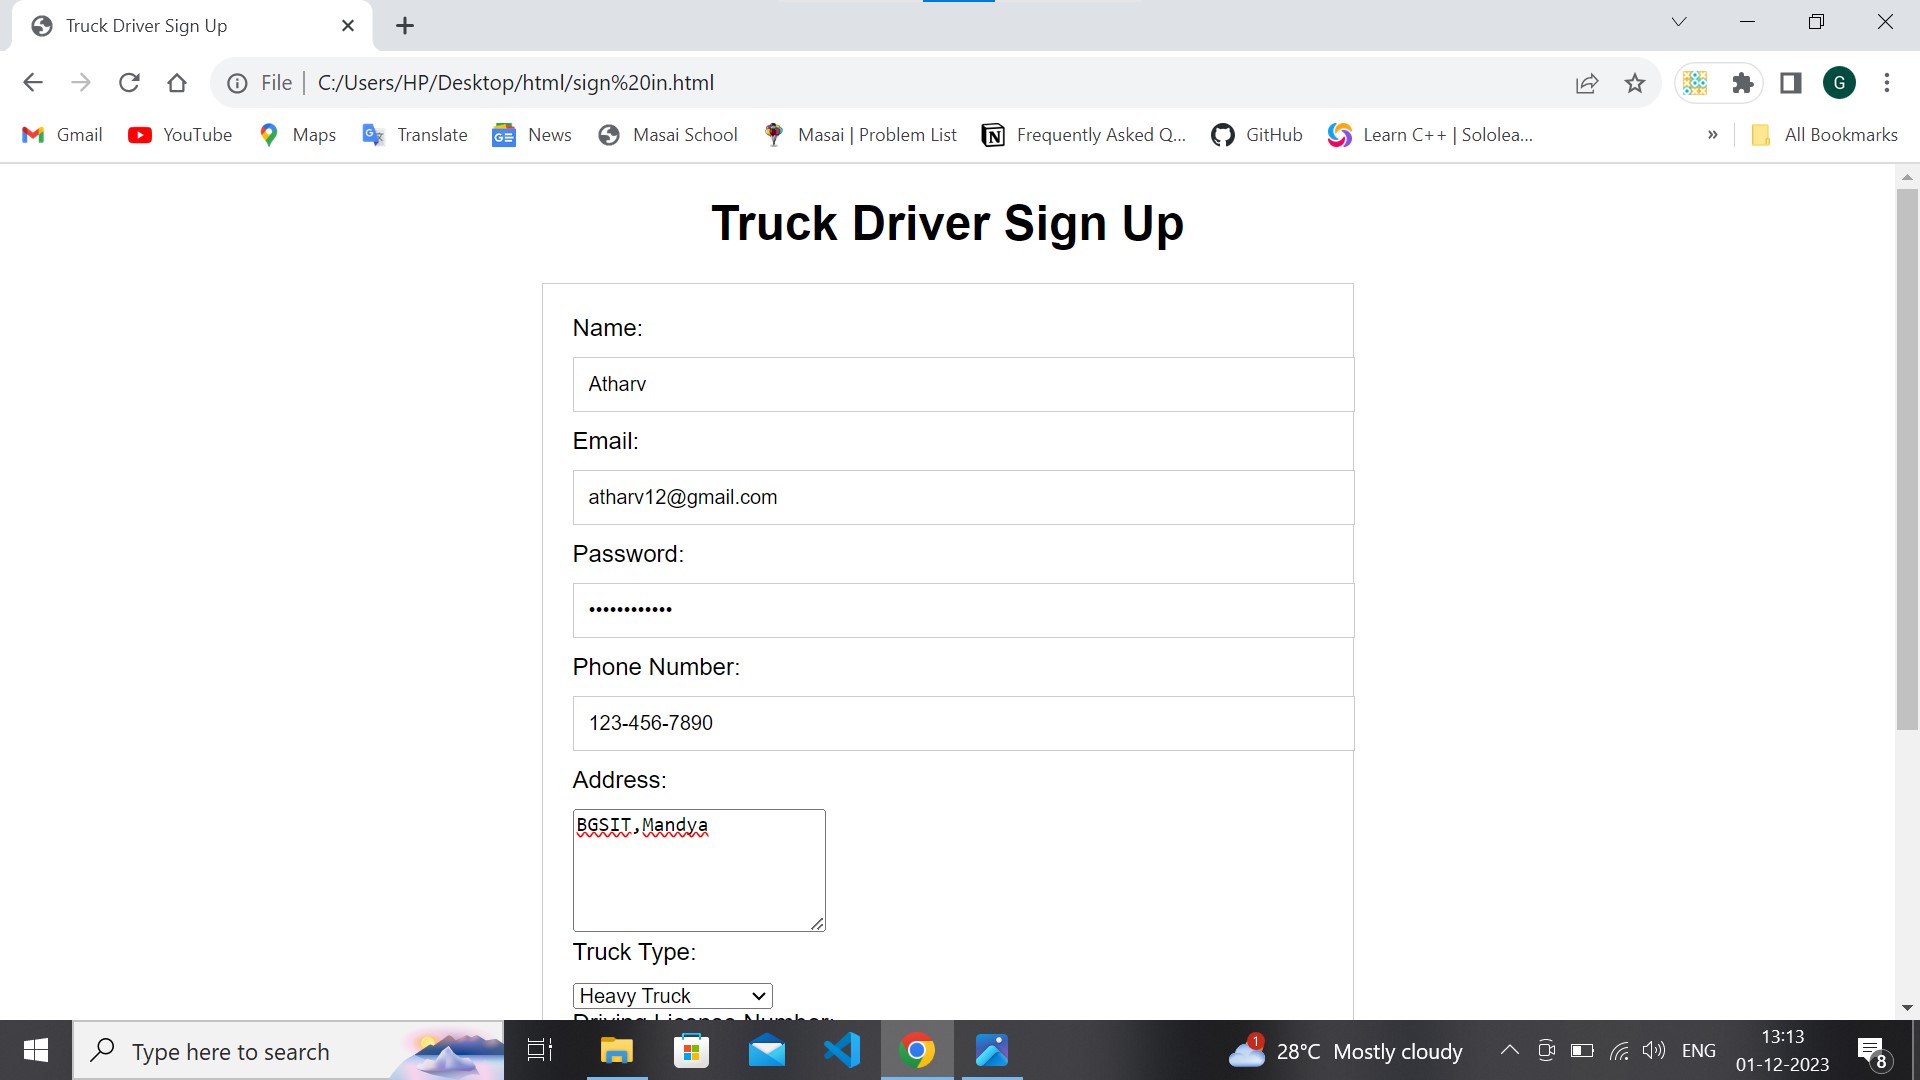 Truck Driver Sign Up
File | C:/Users/HP/Desktop/html/sign%20in.html
G
Gmail YouTube Maps Translate News Masai School Masai | Problem List Frequently Asked Q... GitHub Learn C++ | Sololea... » All Bookmarks
Truck Driver Sign Up
Name:
Atharv
Email:
atharv12@gmail.com
Password:
••••••••••••
Phone Number:
123-456-7890
Address:
BGSIT,Mandya
Truck Type:
Heavy Truck
Driving License Number:
Type here to search
1
28°C Mostly cloudy
ENG
13:13
01-12-2023
8